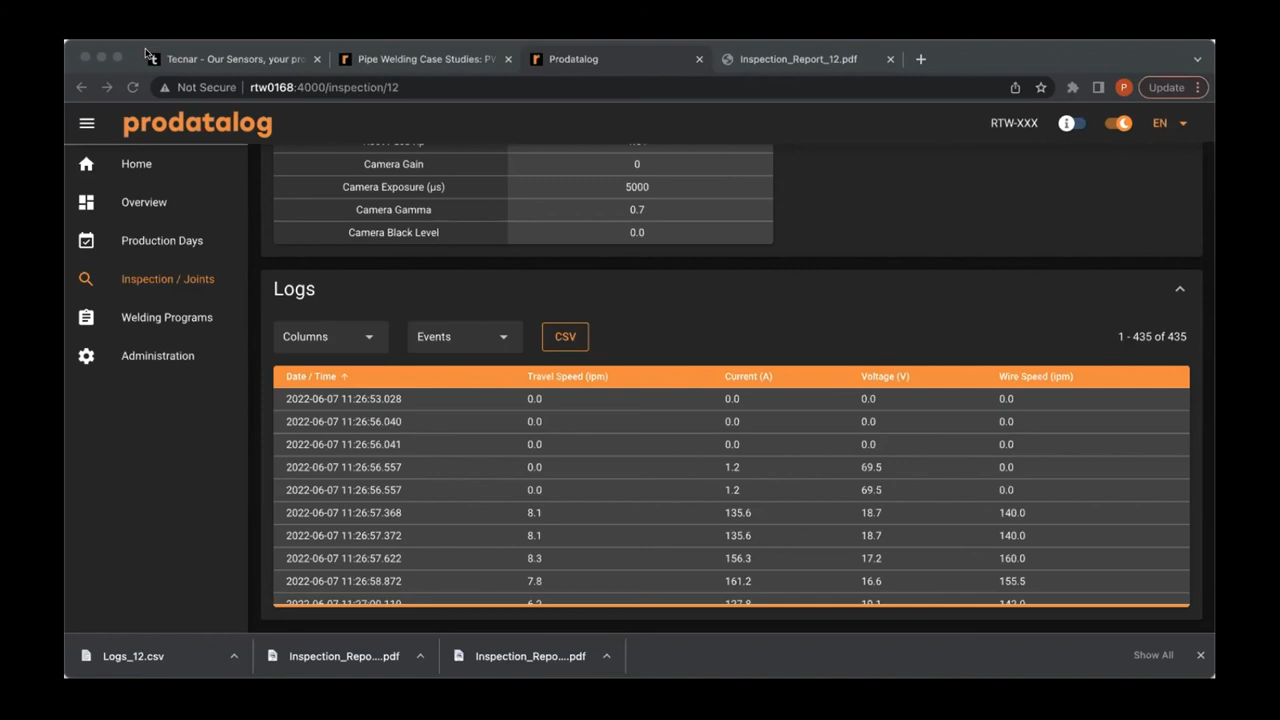 Tecnar - Our Sensors, your pro
Pipe Welding Case Studies: PV
Prodatalog
Inspection_Report_12.pdf
Not Secure rtw0168:4000/inspection/12
P
Update
prodatalog
RTW-XXX
EN
Home
Overview
Production Days
Inspection / Joints
Welding Programs
Administration
Camera Gain 0
Camera Exposure (µs) 5000
Camera Gamma 0.7
Camera Black Level 0.0
Logs
Columns
Events
CSV
1 - 435 of 435
Date / Time Travel Speed (ipm) Current (A) Voltage (V) Wire Speed (ipm)
2022-06-07 11:26:53.028 0.0 0.0 0.0 0.0
2022-06-07 11:26:56.040 0.0 0.0 0.0 0.0
2022-06-07 11:26:56.041 0.0 0.0 0.0 0.0
2022-06-07 11:26:56.557 0.0 1.2 69.5 0.0
2022-06-07 11:26:56.557 0.0 1.2 69.5 0.0
2022-06-07 11:26:57.368 8.1 135.6 18.7 140.0
2022-06-07 11:26:57.372 8.1 135.6 18.7 140.0
2022-06-07 11:26:57.622 8.3 156.3 17.2 160.0
2022-06-07 11:26:58.872 7.8 161.2 16.6 155.5
Logs_12.csv
Inspection_Repo....pdf
Inspection_Repo....pdf
Show All